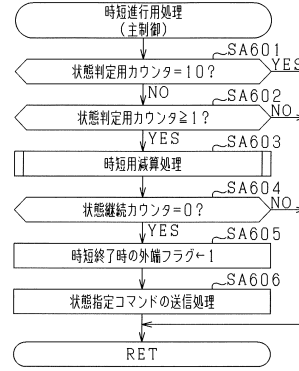 時短進行用処理
(主制御)
SA601
状態判定用カウンタ=10?
YES
NO
SA602
状態判定用カウンタ≧1?
NO
YES
SA603
時短用減算処理
SA604
状態継続カウンタ=0?
NO
YES
SA605
時短終了時の外端フラグ←1
SA606
状態指定コマンドの送信処理
RET